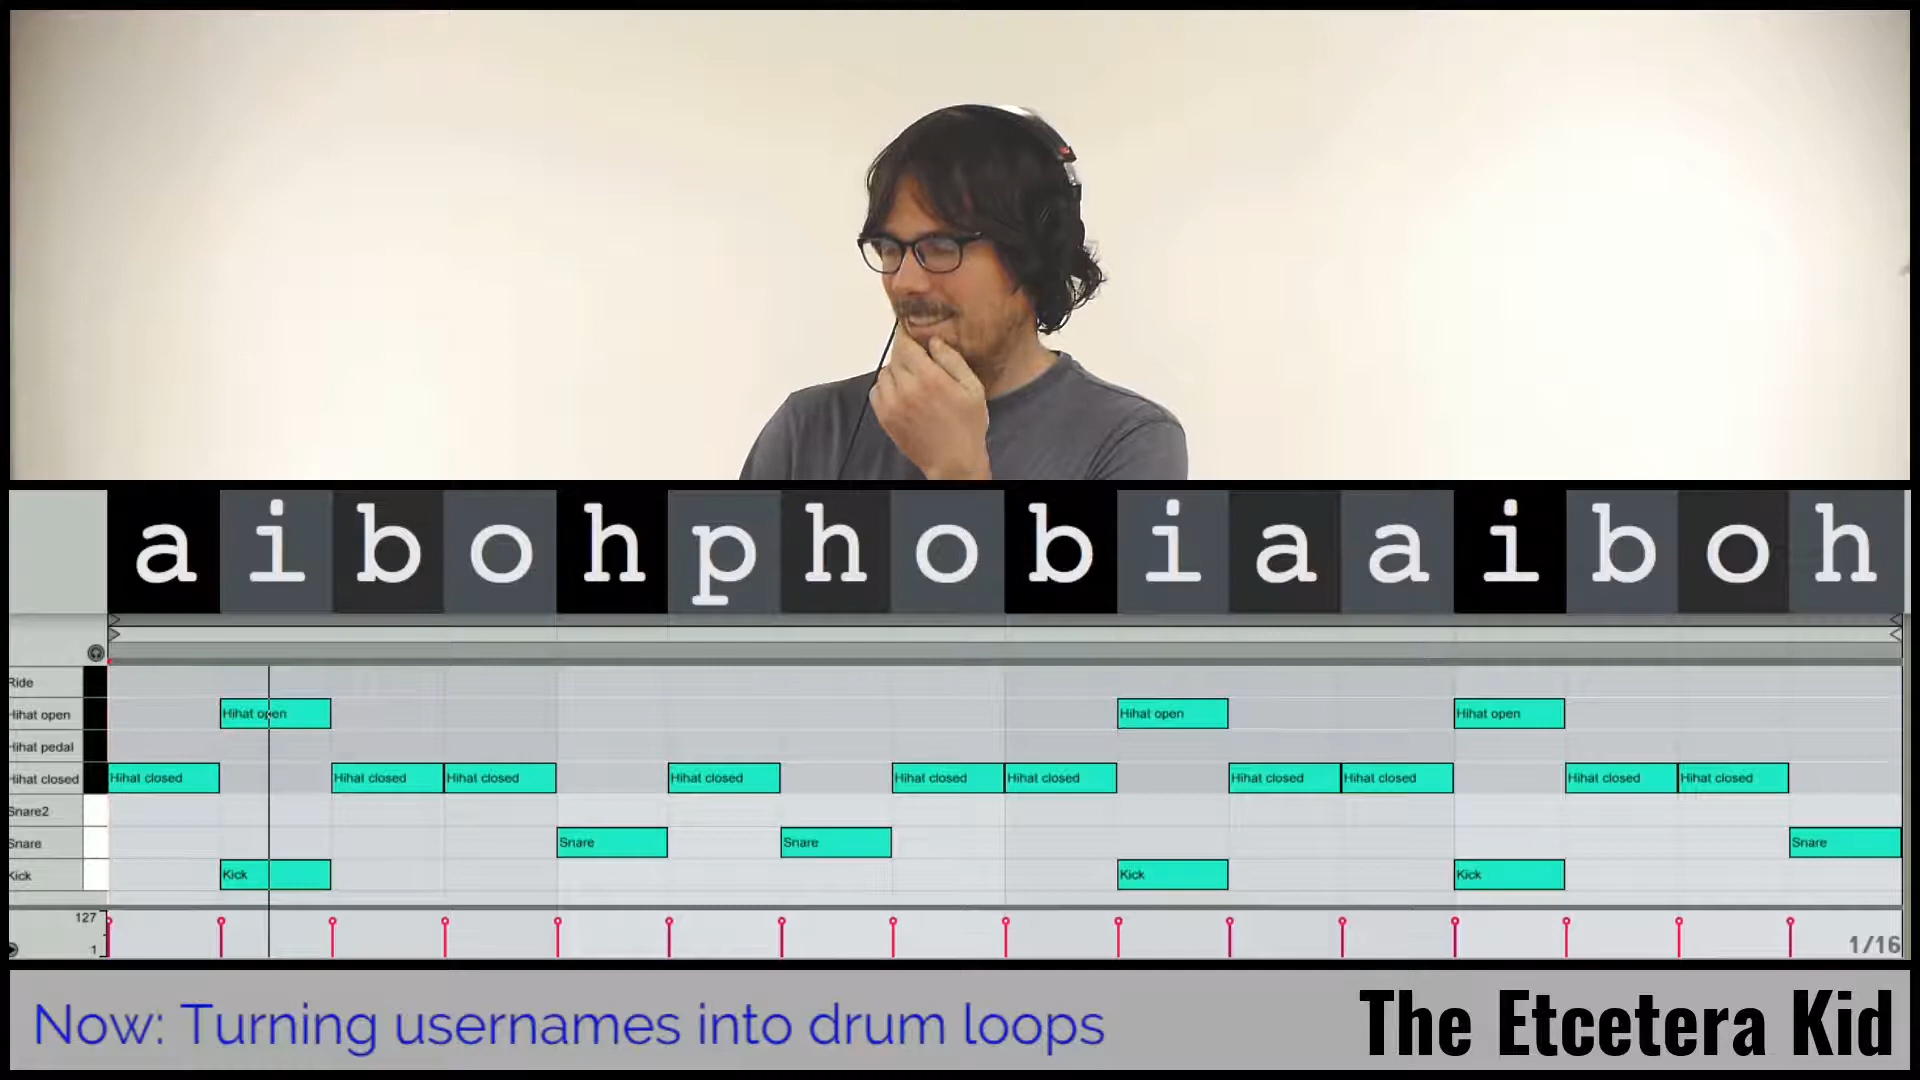 a i b o h p h o b i a a i b o h
Ride
Hihat open Hihat open Hihat open Hihat open
Hihat pedal
Hihat closed Hihat closed Hihat closed Hihat closed Hihat closed Hihat closed Hihat closed Hihat closed Hihat closed Hihat closed Hihat closed
Snare2
Snare Snare Snare Snare
Kick Kick Kick Kick
127
1 1/16
Now: Turning usernames into drum loops The Etcetera Kid